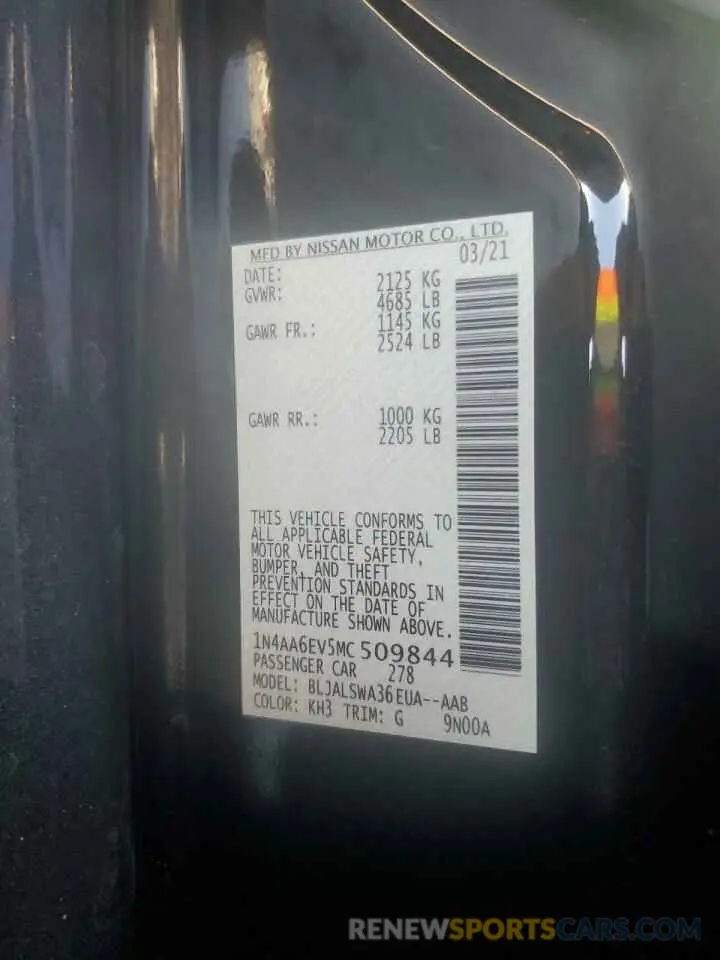 MFD BY NISSAN MOTOR CO., LTD.
DATE: 03/21
GVWR: 2125 KG
4685 LB
GAWR FR.: 1145 KG
2524 LB
GAWR RR.: 1000 KG
2205 LB
THIS VEHICLE CONFORMS TO
ALL APPLICABLE FEDERAL
MOTOR VEHICLE SAFETY,
BUMPER, AND THEFT
PREVENTION STANDARDS IN
EFFECT ON THE DATE OF
MANUFACTURE SHOWN ABOVE.
1N4AA6EV5MC 509844
PASSENGER CAR 278
MODEL: BLJALSWA36EUA--AAB
COLOR: KH3 TRIM: G 9N00A
RENEWSPORTSCARS.COM